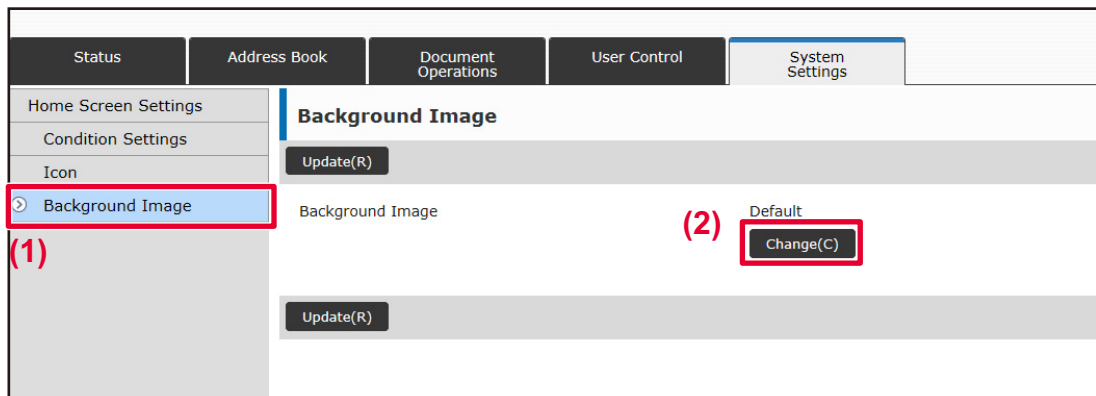 Status
Address Book
Document
Operations
User Control
System
Settings
Home Screen Settings
Condition Settings
Icon
Background Image
(1)
Background Image
Update(R)
Background Image
Default
(2)
Change(C)
Update(R)